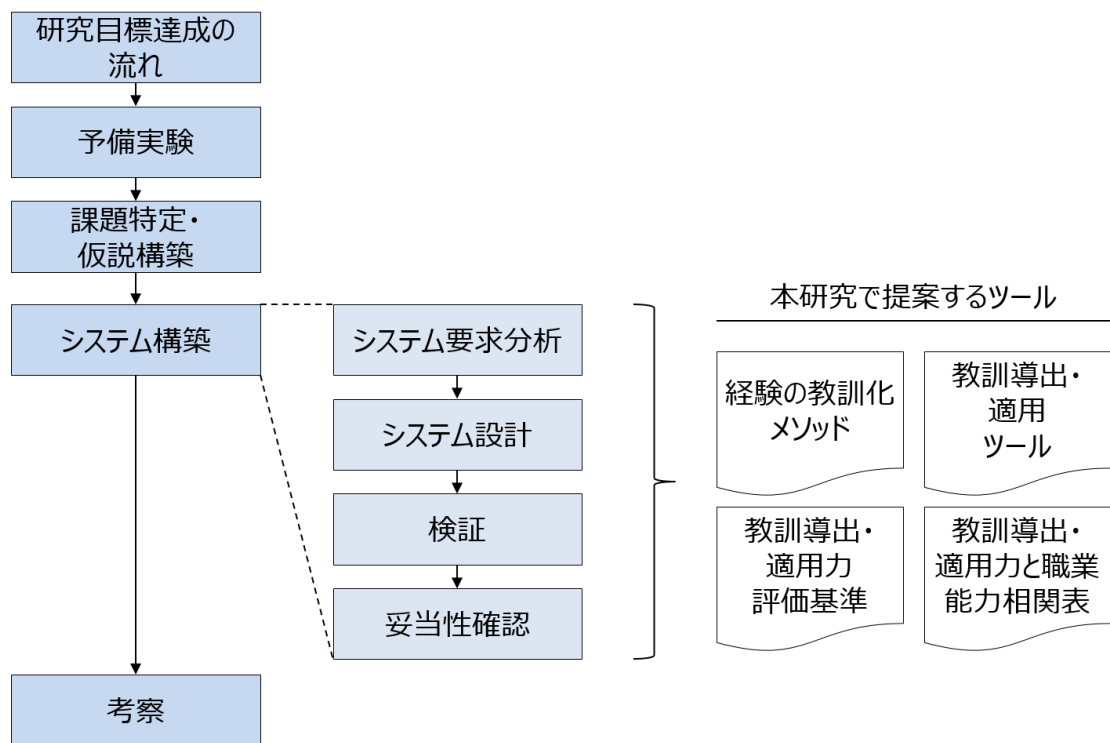 研究目標達成の
流れ
予備実験
課題特定・
仮説構築
システム構築
考察
システム要求分析
システム設計
検証
妥当性確認
本研究で提案するツール
経験の教訓化
メソッド
教訓導出・
適用
ツール
教訓導出・
適用力
評価基準
教訓導出・
適用力と職業
能力相関表